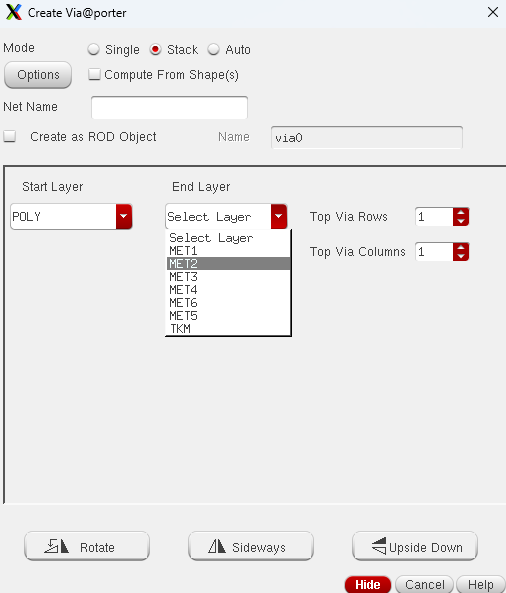 Create Via@porter
Mode Single Stack Auto
Options Compute From Shape(s)
Net Name
Create as ROD Object Name via0
Start Layer End Layer
POLY Select Layer Top Via Rows 1
Select Layer
MET1 Top Via Columns 1
MET2
MET3
MET4
MET6
MET5
TKM
Rotate Sideways Upside Down
Hide Cancel Help